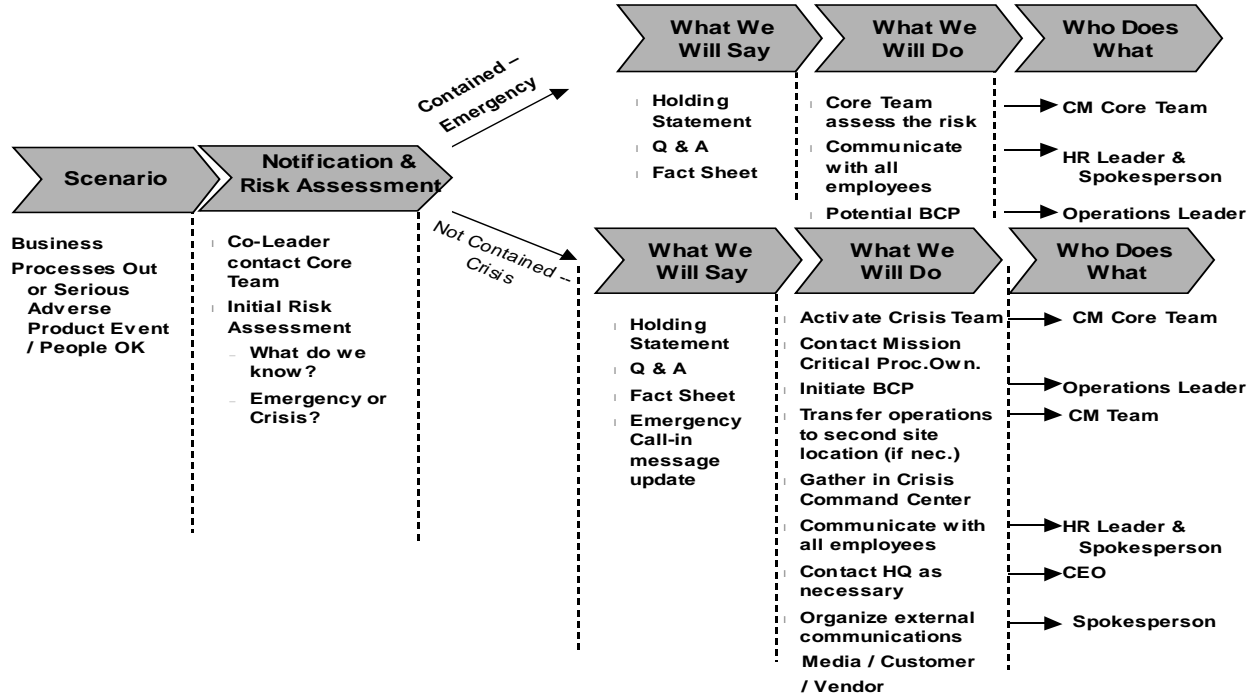 Scenario
Business
Processes Out
or Serious
Adverse
Product Event
/ People OK
Notification &
Risk Assessment
Co-Leader
contact Core
Team
Initial Risk
Assessment
– What do we
know?
– Emergency or
Crisis?
Contained –
Emergency
What We
Will Say
Holding
Statement
Q & A
Fact Sheet
What We
Will Do
Core Team
assess the risk
Communicate
with all
employees
Potential BCP
Who Does
What
CM Core Team
HR Leader &
Spokesperson
Operations Leader
Not Contained --
Crisis
What We
Will Say
Holding
Statement
Q & A
Fact Sheet
Emergency
Call-in
message
update
What We
Will Do
Activate Crisis Team
Contact Mission
Critical Proc.Own.
Initiate BCP
Transfer operations
to second site
location (if nec.)
Gather in Crisis
Command Center
Communicate with
all employees
Contact HQ as
necessary
Organize external
communications
Media / Customer
/ Vendor
Who Does
What
CM Core Team
Operations Leader
CM Team
HR Leader &
Spokesperson
CEO
Spokesperson